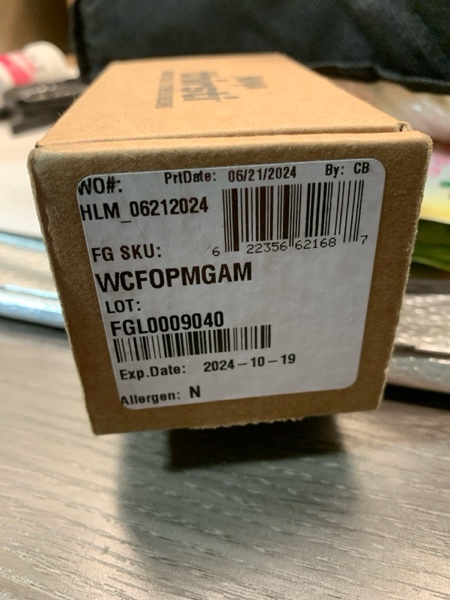 WO#: PrtDate: 06/21/2024 By: CB
HLM_06212024
6 22356 62168 7
FG SKU:
WCFOPMGAM
LOT:
FGL0009040
Exp.Date: 2024-10-19
Allergen: N